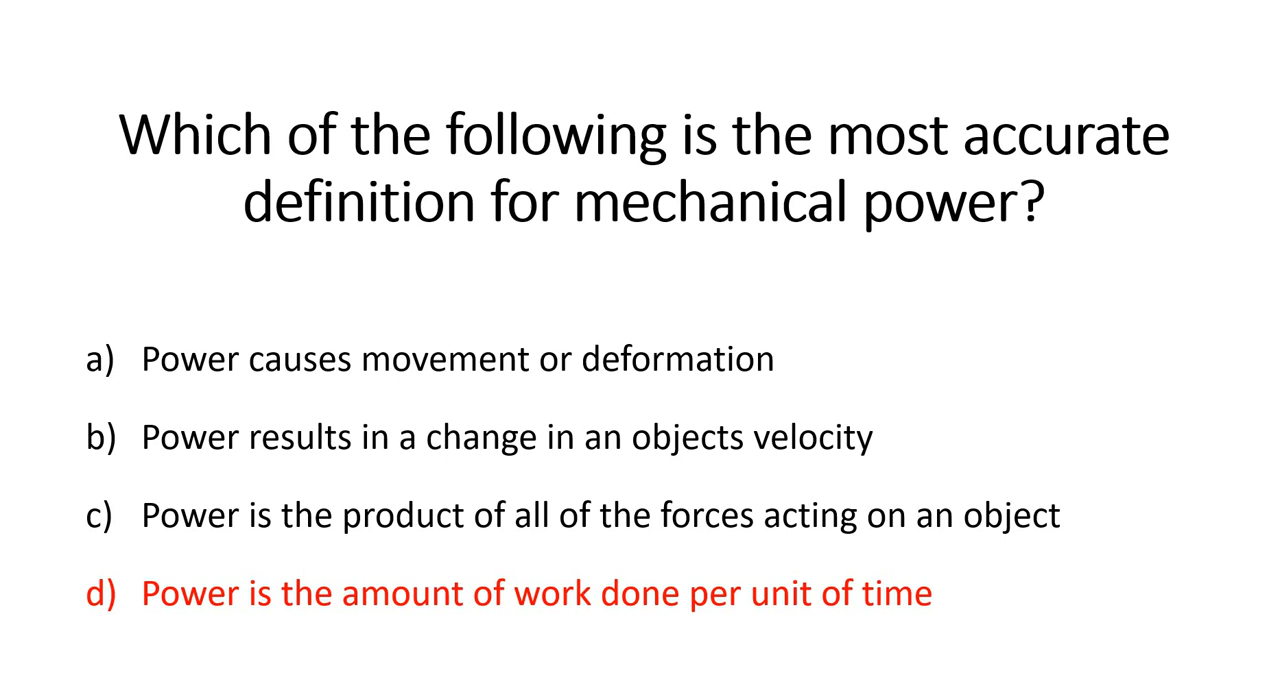 Which of the following is the most accurate
definition for mechanical power?
a) Power causes movement or deformation
b) Power results in a change in an objects velocity
c) Power is the product of all of the forces acting on an object
d) Power is the amount of work done per unit of time